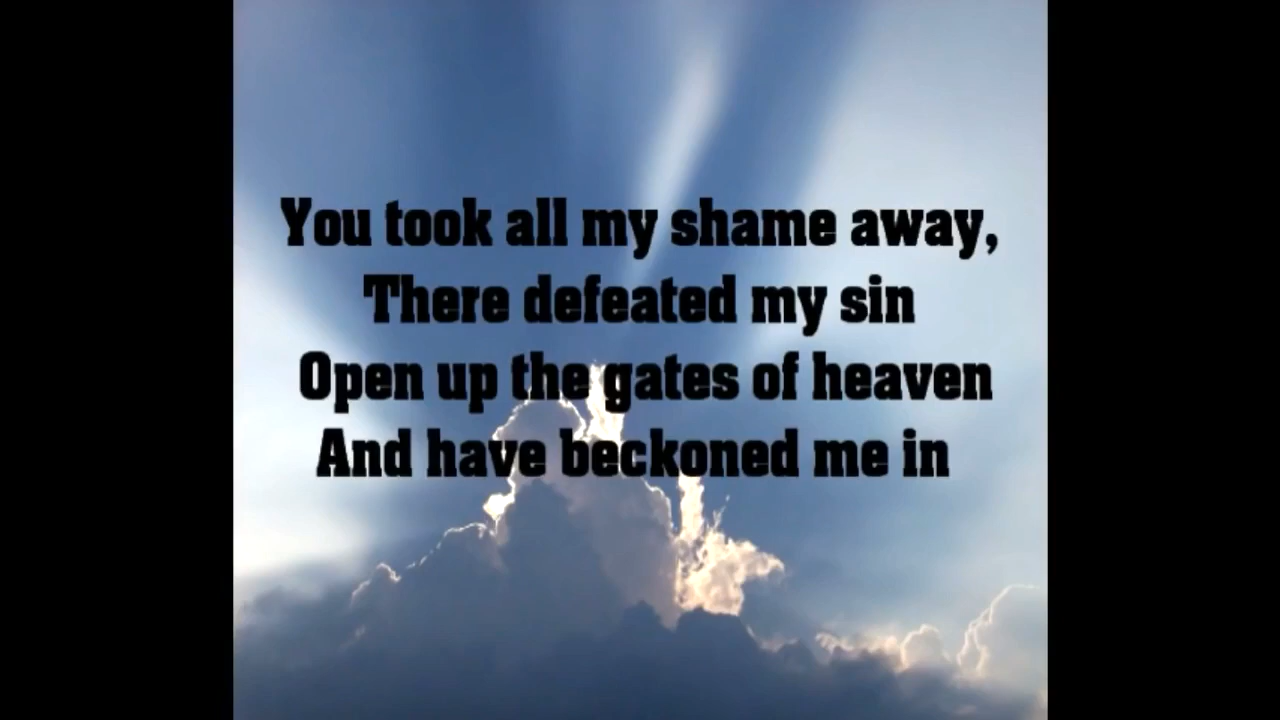 You took all my shame away,
There defeated my sin
Open up the gates of heaven
And have beckoned me in